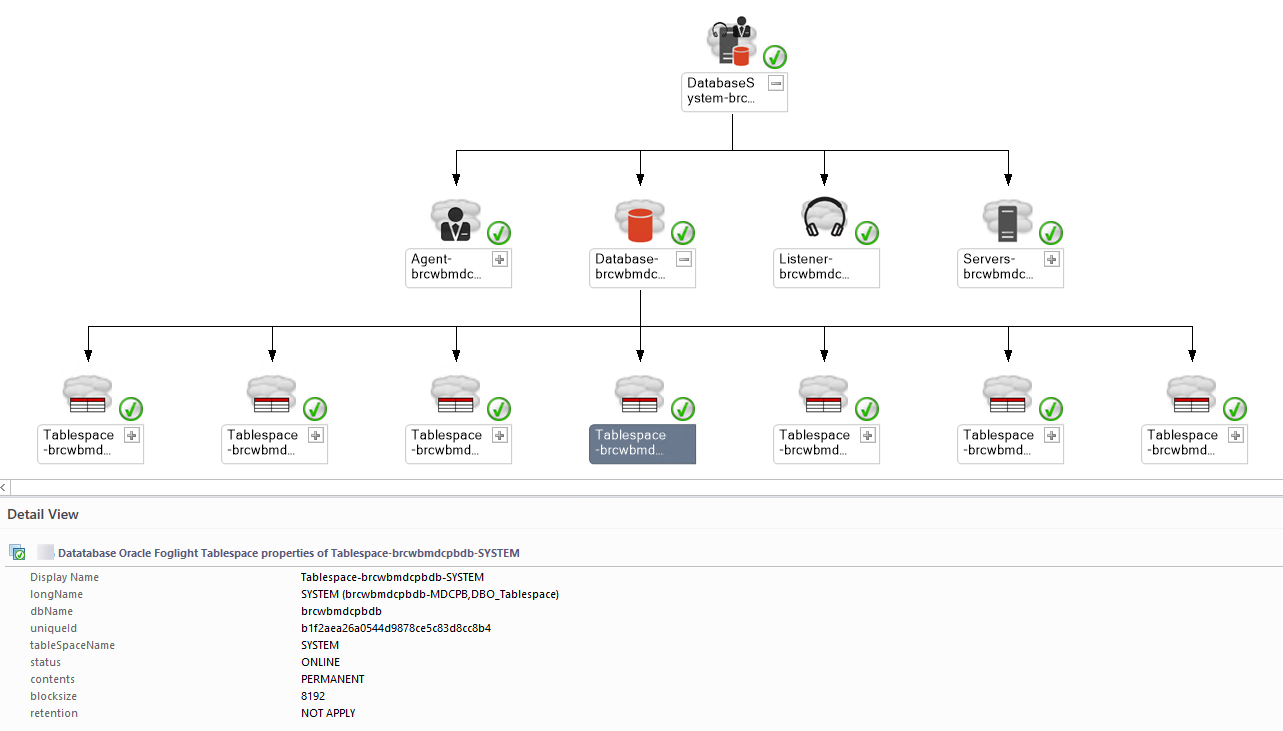 DatabaseS
ystem-brc...
Agent-
brcwbmdc...
Database-
brcwbmdc...
Listener-
brcwbmdc...
Servers-
brcwbmdc...
Tablespace
-brcwbmd...
Tablespace
-brcwbmd...
Tablespace
-brcwbmd...
Tablespace
-brcwbmd...
Tablespace
-brcwbmd...
Tablespace
-brcwbmd...
Tablespace
-brcwbmd...
Detail View
Datatabase Oracle Foglight Tablespace properties of Tablespace-brcwbmdcpbdb-SYSTEM
Display Name Tablespace-brcwbmdcpbdb-SYSTEM
longName SYSTEM (brcwbmdcpbdb-MDCPB,DBO_Tablespace)
dbName brcwbmdcpbdb
uniqueId b1f2aea26a0544d9878ce5c83d8cc8b4
tableSpaceName SYSTEM
status ONLINE
contents PERMANENT
blocksize 8192
retention NOT APPLY